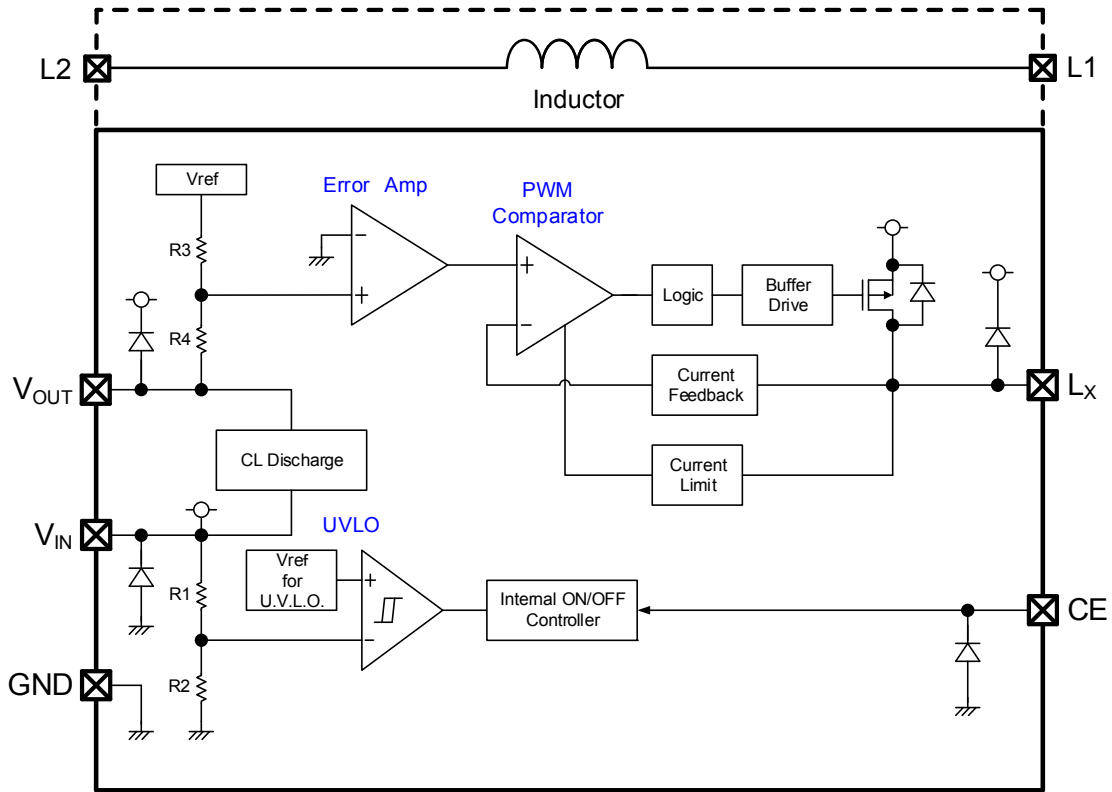 L2
L1
Inductor
Vref
Error Amp
PWM
Comparator
R3
R4
Logic
Buffer
Drive
VOUT
Current
Feedback
LX
CL Discharge
Current
Limit
VIN
UVLO
Vref
for
U.V.L.O.
R1
Internal ON/OFF
Controller
CE
GND
R2